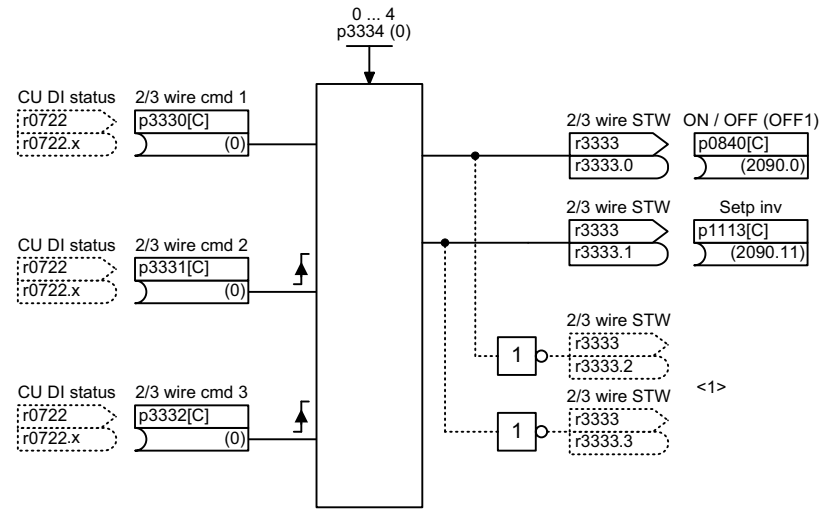 0 ... 4
p3334 (0)
CU DI status
2/3 wire cmd 1
r0722
p3330[C]
r0722.x
(0)
2/3 wire STW
ON / OFF (OFF1)
r3333
p0840[C]
r3333.0
(2090.0)
2/3 wire STW
Setp inv
r3333
p1113[C]
r3333.1
(2090.11)
CU DI status
2/3 wire cmd 2
r0722
p3331[C]
r0722.x
(0)
2/3 wire STW
r3333
1
r3333.2
<1>
CU DI status
2/3 wire cmd 3
r0722
p3332[C]
r0722.x
(0)
2/3 wire STW
r3333
1
r3333.3